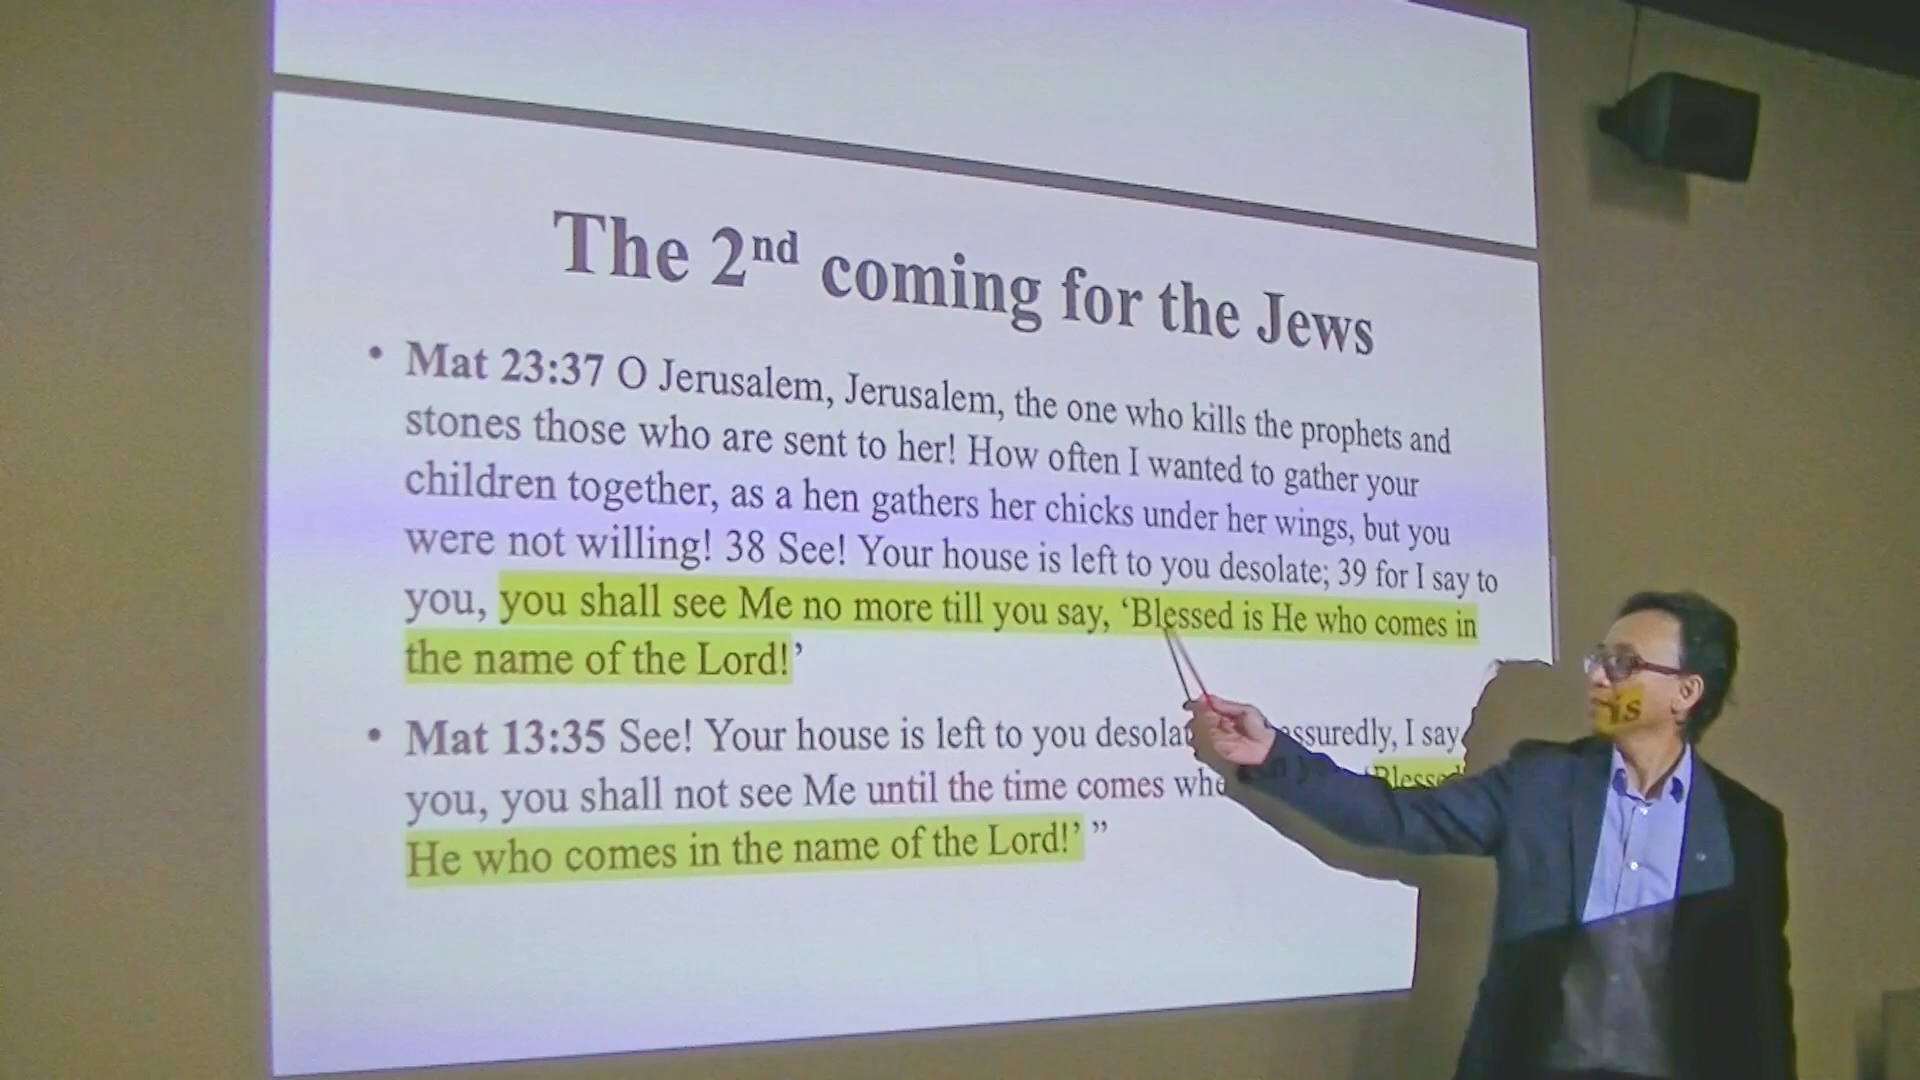 The 2nd coming for the Jews
• Mat 23:37 O Jerusalem, Jerusalem, the one who kills the prophets and
stones those who are sent to her! How often I wanted to gather your
children together, as a hen gathers her chicks under her wings, but you
were not willing! 38 See! Your house is left to you desolate; 39 for I say to
you, you shall see Me no more till you say, ‘Blessed is He who comes in
the name of the Lord!’
• Mat 13:35 See! Your house is left to you I say
you, you shall not see Me until the time comes is
He who comes in the name of the Lord!’ ”